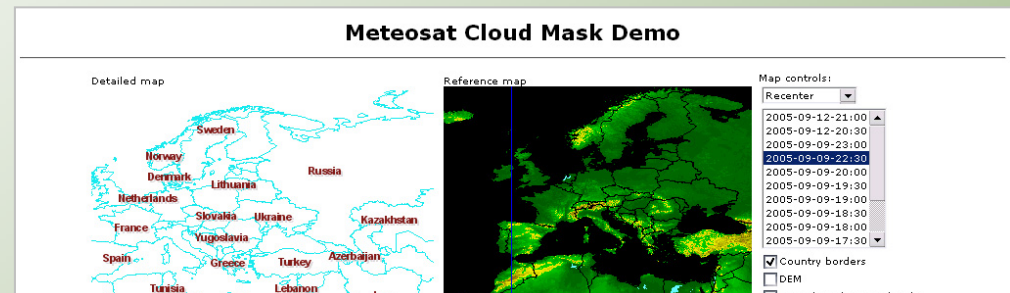 Meteosat Cloud Mask Demo
Detailed map
Reference map
Map controls:
Recenter
2005-09-12-21:00
2005-09-12-20:30
2005-09-09-23:00
2005-09-09-22:30
2005-09-09-20:00
2005-09-09-19:30
2005-09-09-19:00
2005-09-09-18:30
2005-09-09-18:00
2005-09-09-17:30
Country borders
DEM
Sweden
Norway
Russia
Denmark
Lithuania
Netherlands
Slovakia
Ukraine
Kazakhstan
France
Yugoslavia
Spain
Greece
Turkey
Azerbaijan
Tunisia
Lebanon